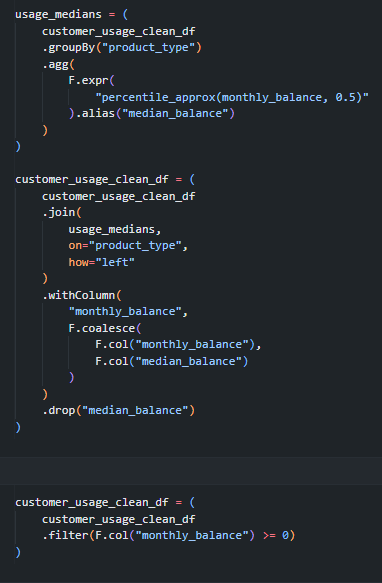 usage_medians = (
    customer_usage_clean_df
    .groupBy("product_type")
    .agg(
        F.expr(
            "percentile_approx(monthly_balance, 0.5)"
        ).alias("median_balance")
    )
)
customer_usage_clean_df = (
    customer_usage_clean_df
    .join(
        usage_medians,
        on="product_type",
        how="left"
    )
    .withColumn(
        "monthly_balance",
        F.coalesce(
            F.col("monthly_balance"),
            F.col("median_balance")
        )
    )
    .drop("median_balance")
)
customer_usage_clean_df = (
    customer_usage_clean_df
    .filter(F.col("monthly_balance") >= 0)
)